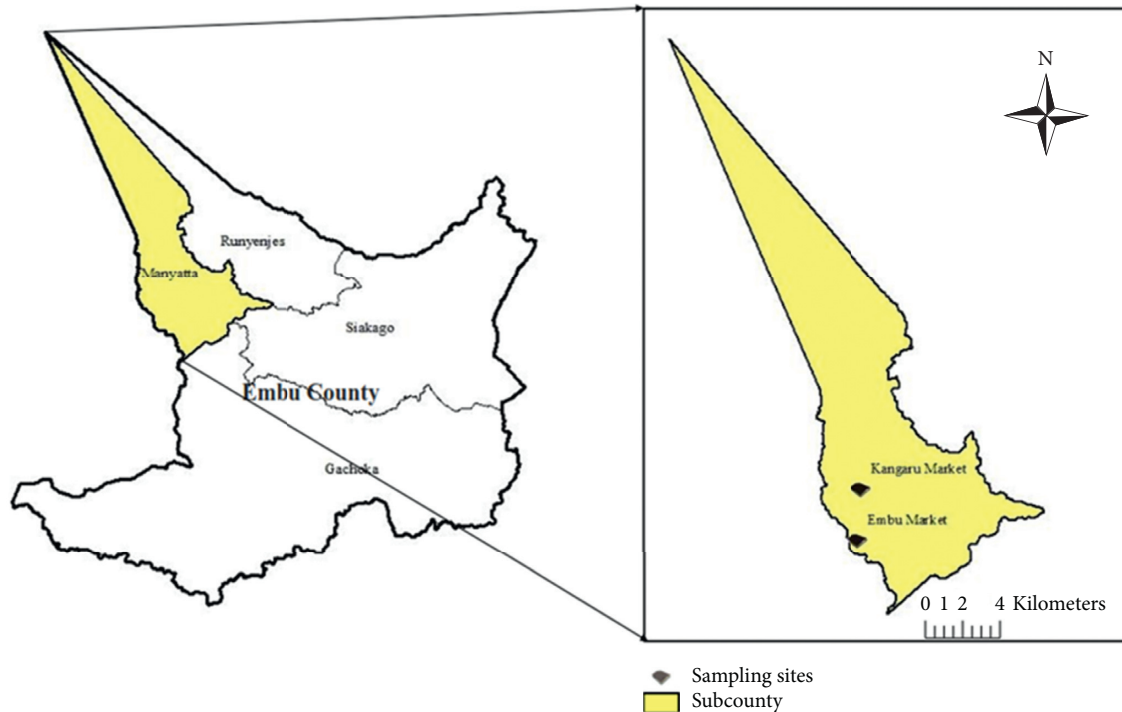 N
Runyenjes
Manyatta
Siakago
Embu County
Gachoka
Kangaru Market
Embu Market
0 1 2 4 Kilometers
Sampling sites
Subcounty